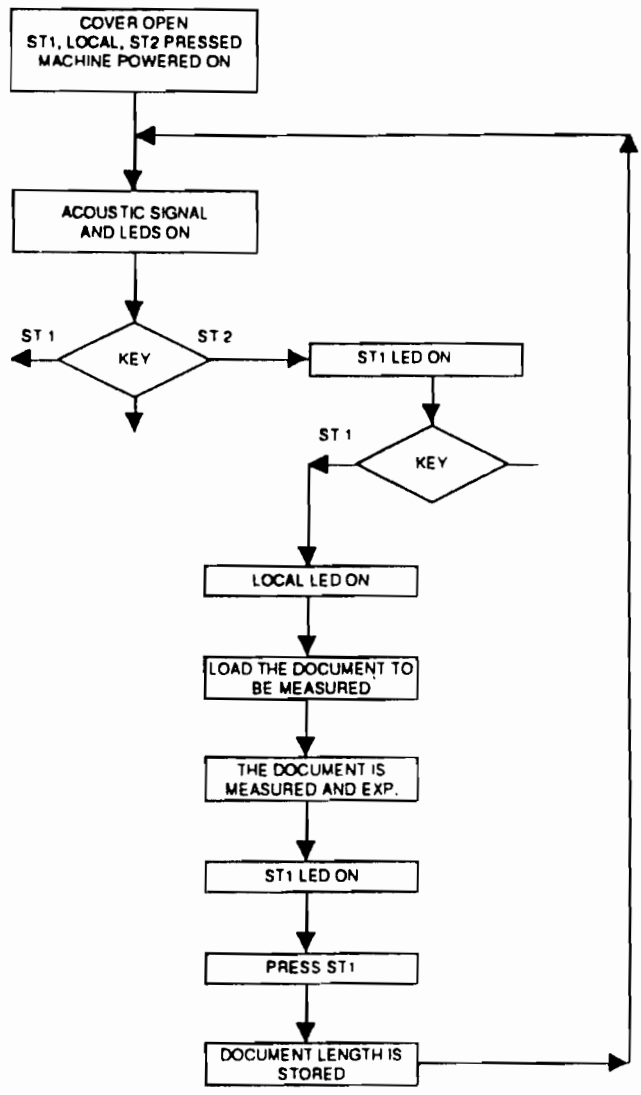 COVER OPEN
ST1, LOCAL, ST2 PRESSED
MACHINE POWERED ON
ACOUSTIC SIGNAL
AND LEDS ON
ST 1
KEY
ST 2
ST1 LED ON
ST 1
KEY
LOCAL LED ON
LOAD THE DOCUMENT TO
BE MEASURED
THE DOCUMENT IS
MEASURED AND EXP.
ST1 LED ON
PRESS ST1
DOCUMENT LENGTH IS
STORED